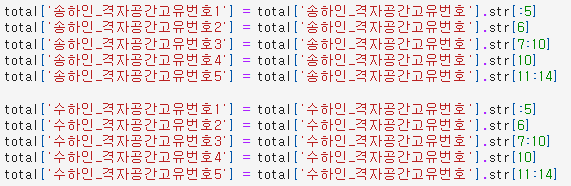 total['송하인_격자공간고유번호1'] = total['송하인_격자공간고유번호'].str[:5]
total['송하인_격자공간고유번호2'] = total['송하인_격자공간고유번호'].str[6]
total['송하인_격자공간고유번호3'] = total['송하인_격자공간고유번호'].str[7:10]
total['송하인_격자공간고유번호4'] = total['송하인_격자공간고유번호'].str[10]
total['송하인_격자공간고유번호5'] = total['송하인_격자공간고유번호'].str[11:14]
total['수하인_격자공간고유번호1'] = total['수하인_격자공간고유번호'].str[:5]
total['수하인_격자공간고유번호2'] = total['수하인_격자공간고유번호'].str[6]
total['수하인_격자공간고유번호3'] = total['수하인_격자공간고유번호'].str[7:10]
total['수하인_격자공간고유번호4'] = total['수하인_격자공간고유번호'].str[10]
total['수하인_격자공간고유번호5'] = total['수하인_격자공간고유번호'].str[11:14]